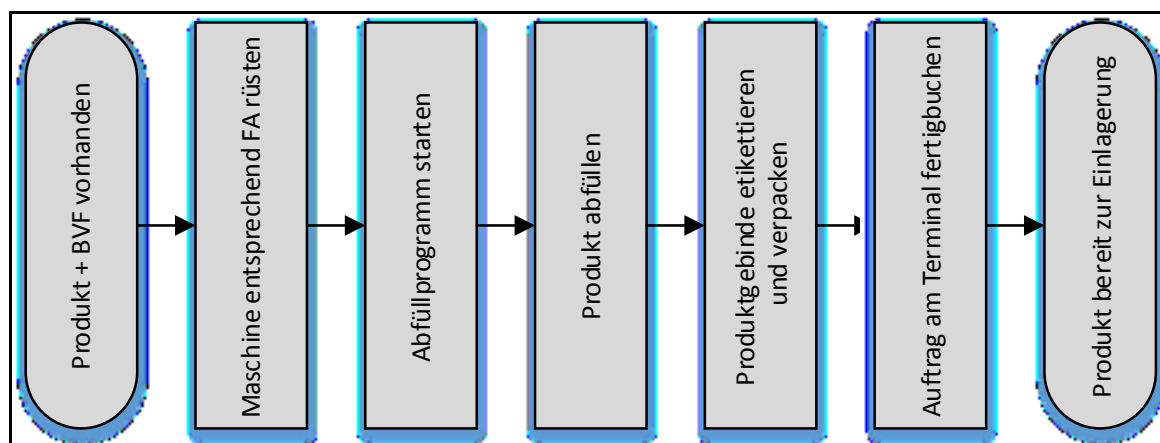 Produkt + BVF vorhanden
Maschine entsprechend FA rüsten
Abfüllprogramm starten
Produkt abfüllen
Produktgebinde etikettieren
und verpacken
Auftrag am Terminal fertigbuchen
Produkt bereit zur Einlagerung